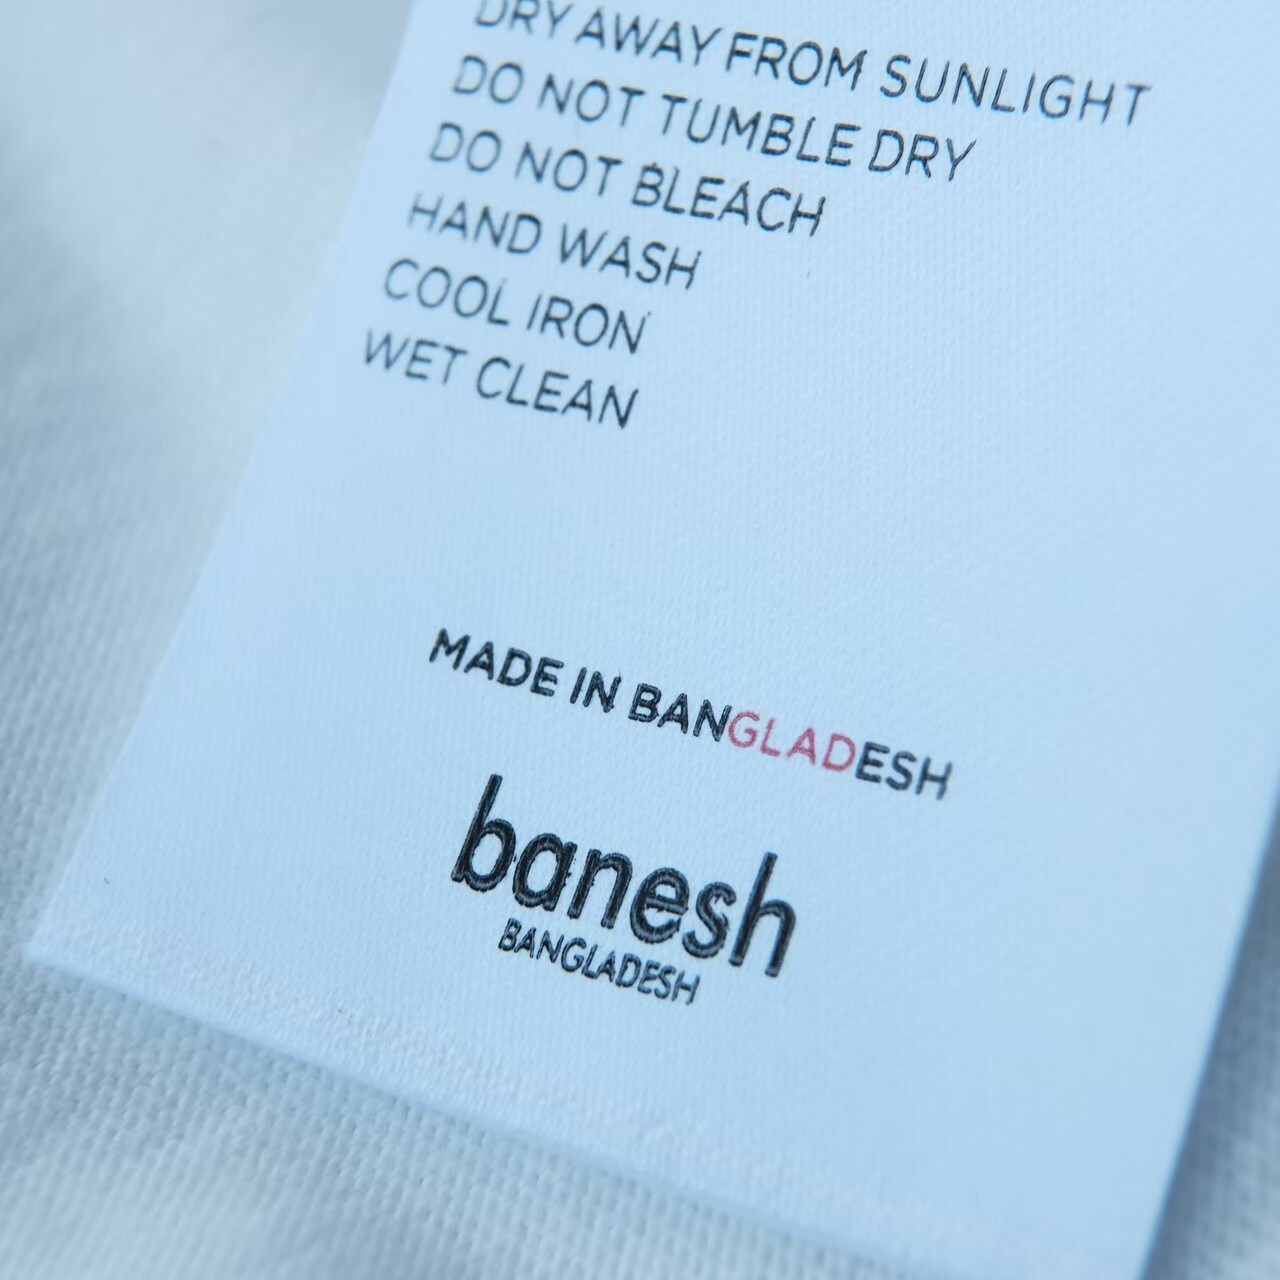 DRY AWAY FROM SUNLIGHT
DO NOT TUMBLE DRY
DO NOT BLEACH
HAND WASH
COOL IRON
WET CLEAN
MADE IN BANGLADESH
banesh
BANGLADESH